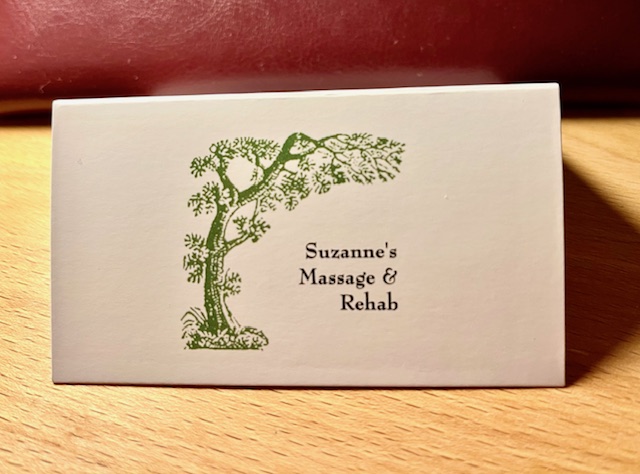 Suzanne's
Massage &
Rehab